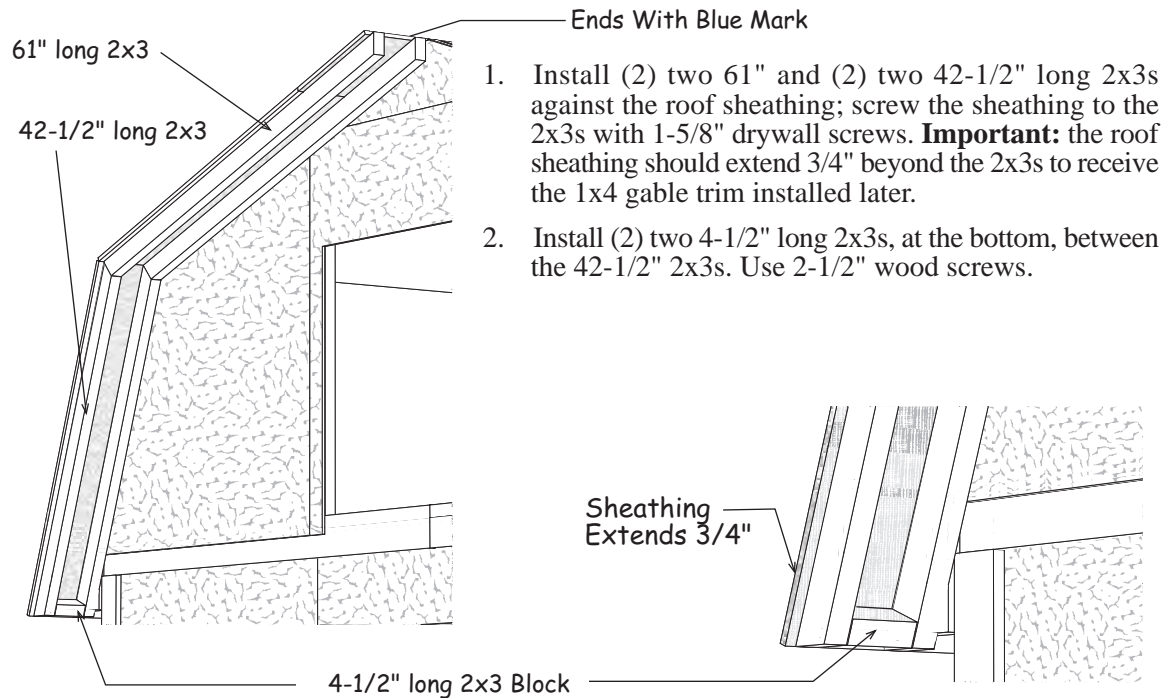 Ends With Blue Mark
61" long 2x3
42-1/2" long 2x3
1. Install (2) two 61" and (2) two 42-1/2" long 2x3s
against the roof sheathing; screw the sheathing to the
2x3s with 1-5/8" drywall screws. Important: the roof
sheathing should extend 3/4" beyond the 2x3s to receive
the 1x4 gable trim installed later.
2. Install (2) two 4-1/2" long 2x3s, at the bottom, between
the 42-1/2" 2x3s. Use 2-1/2" wood screws.
Sheathing
Extends 3/4"
4-1/2" long 2x3 Block